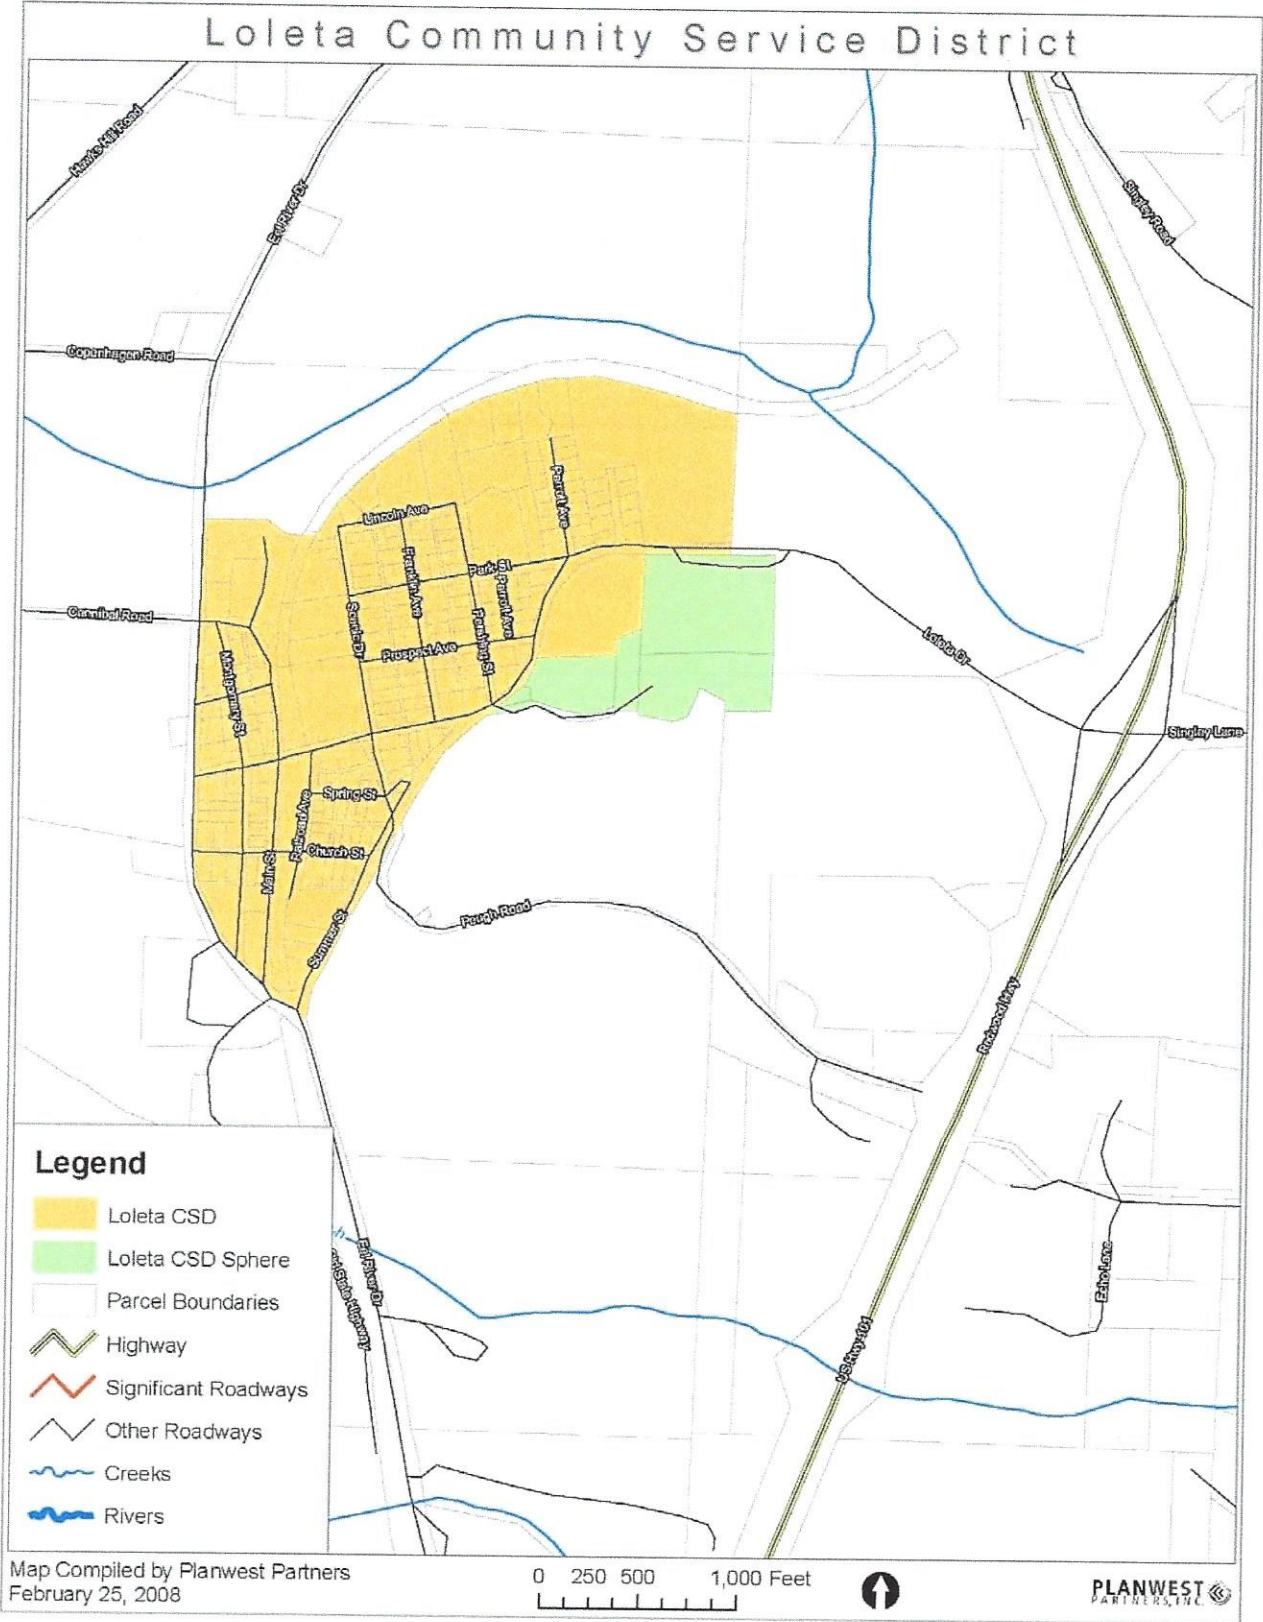 Loleta Community Service District
Hawks Hill Road
Eel River Dr
Singley Road
Copenhagen Road
Parrott Ave
Lincoln Ave
Franklin Ave
Park St
Parrott Ave
Scenic Dr
Pershing St
Prospect Ave
Cannibal Road
Loleta Dr
Montgomery St
Singley Lane
Spring St
Railroad Ave
Church St
Main St
Summer St
Peugh Road
Redwood Hwy
Echo Lane
Eel River Dr
Old State Highway
US Hwy 101
Legend
Loleta CSD
Loleta CSD Sphere
Parcel Boundaries
Highway
Significant Roadways
Other Roadways
Creeks
Rivers
Map Compiled by Planwest Partners
February 25, 2008
0 250 500 1,000 Feet
PLANWEST
PARTNERS, INC.